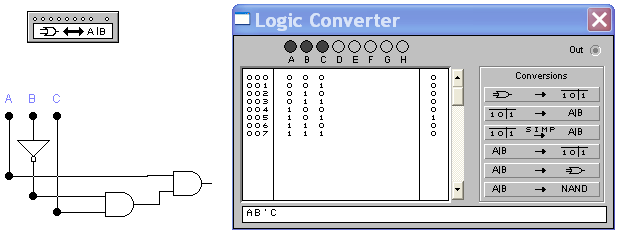 A|B
Logic Converter
Out
A B C D E F G H
000 0 0 0 0
001 0 0 1 0
002 0 1 0 0
003 0 1 1 0
004 1 0 0 0
005 1 0 1 1
006 1 1 0 0
007 1 1 1 0
Conversions
→ 1 0 | 1
1 0 | 1 → A|B
1 0 | 1 SIMP → A|B
A|B → 1 0 | 1
A|B →
A|B → NAND
AB'C
A B C